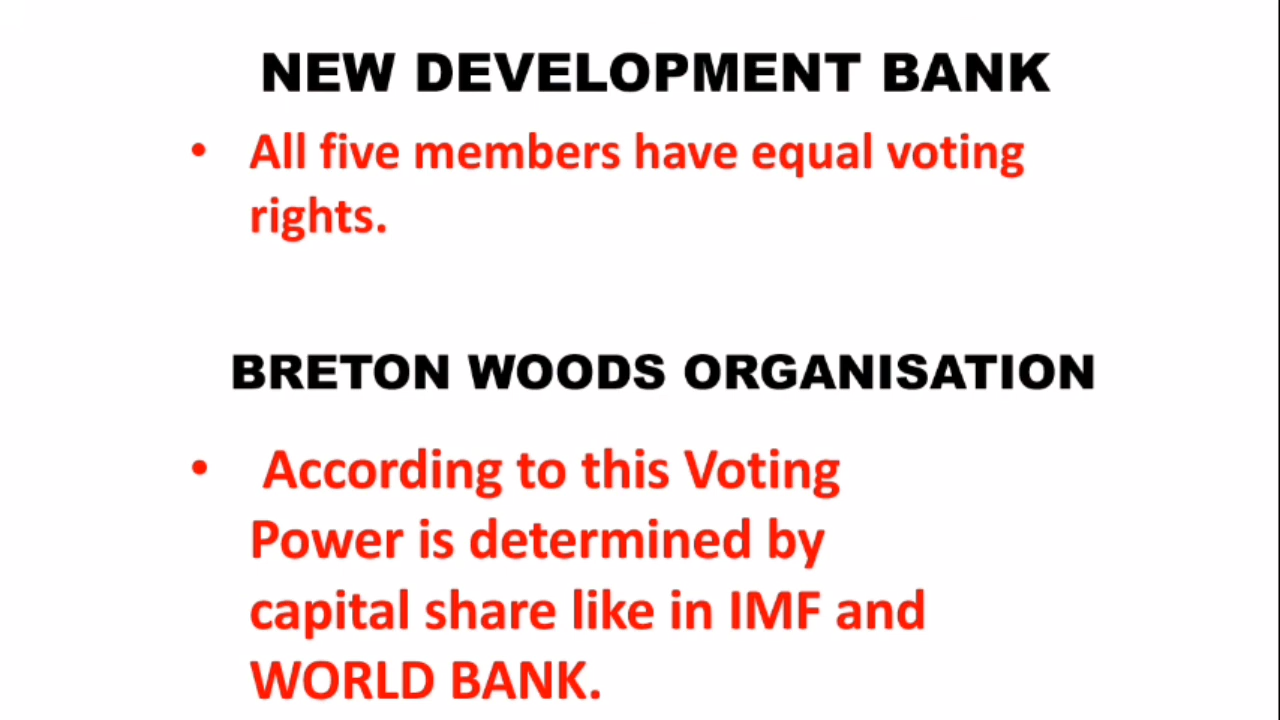 NEW DEVELOPMENT BANK
• All five members have equal voting
rights.
BRETON WOODS ORGANISATION
• According to this Voting
Power is determined by
capital share like in IMF and
WORLD BANK.